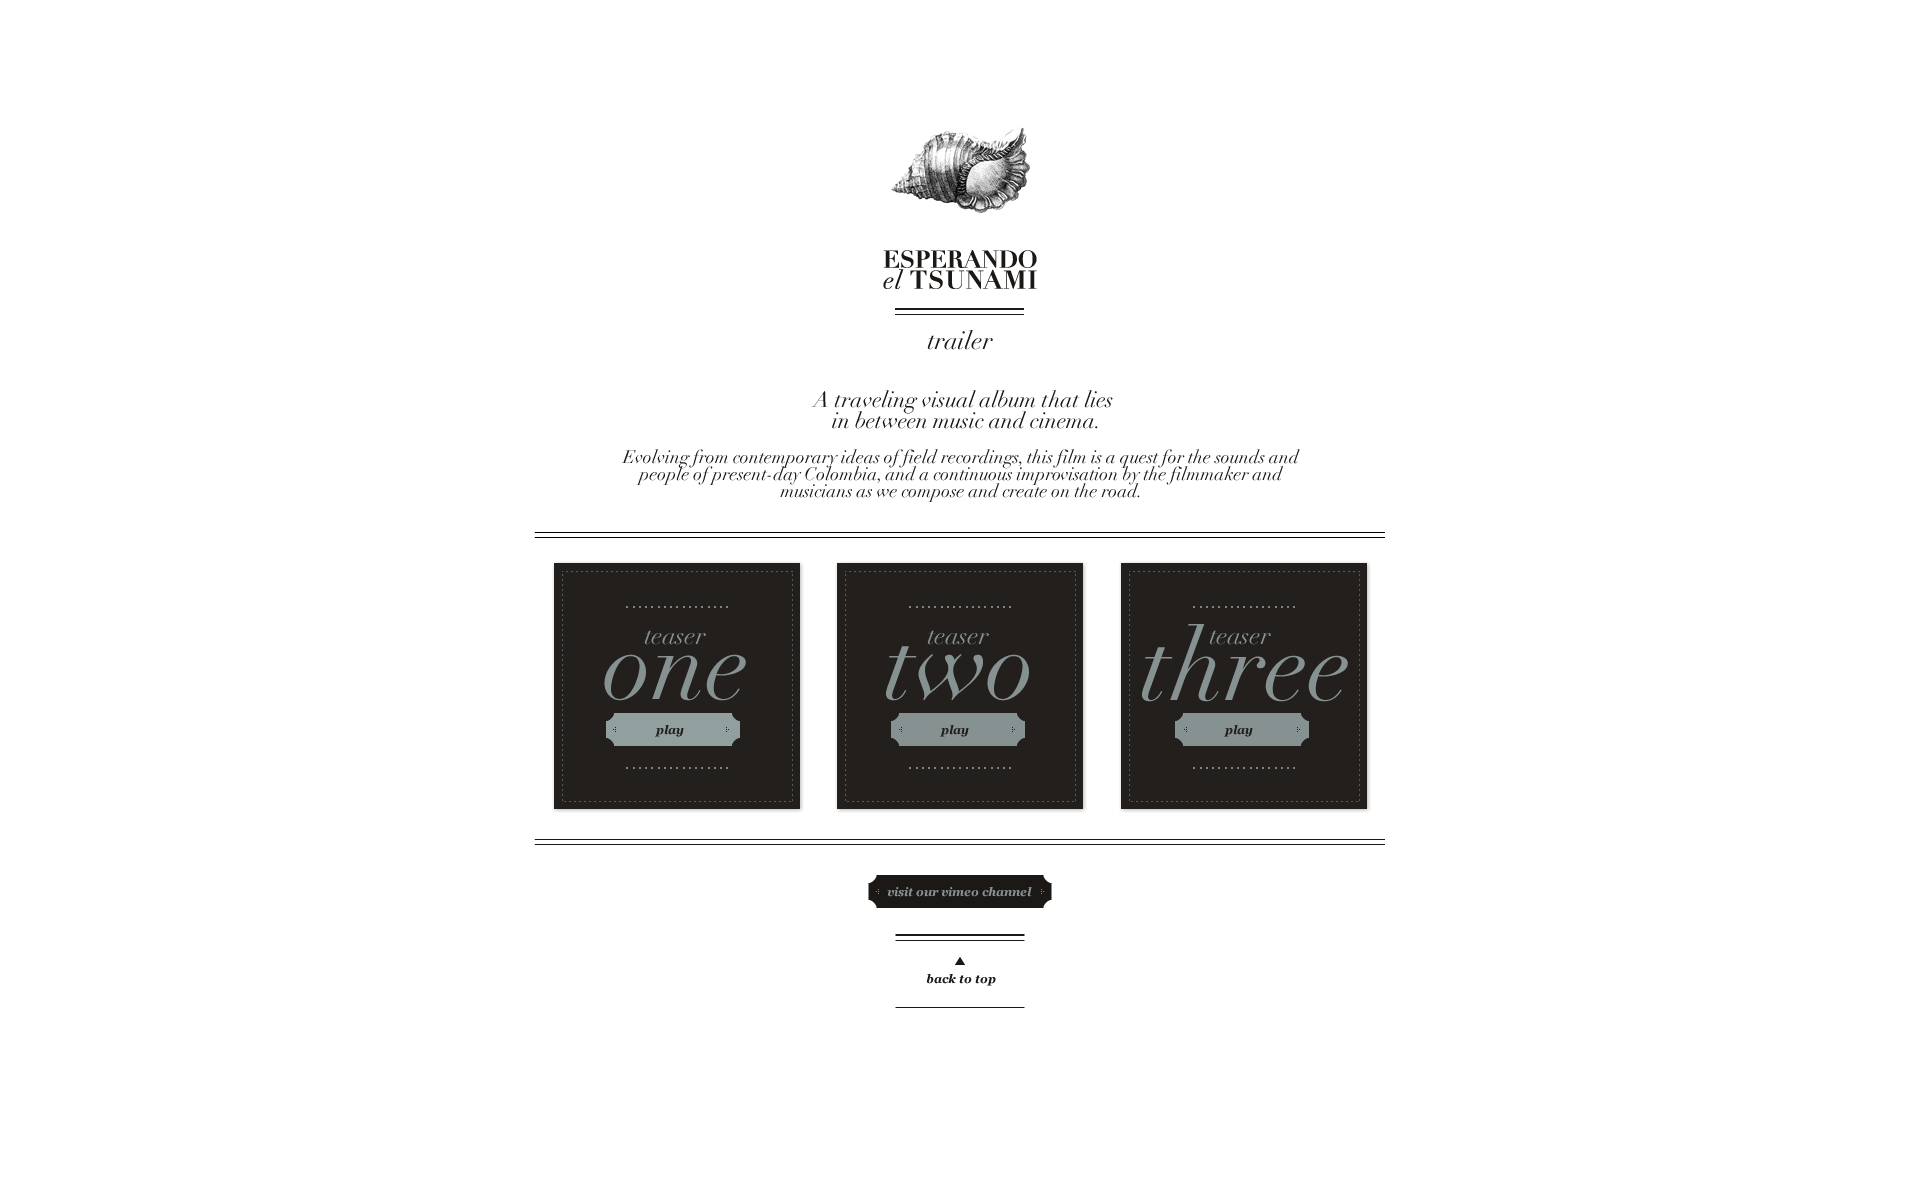 ESPERANDO
el TSUNAMI
trailer
A traveling visual album that lies
in between music and cinema.
Evolving from contemporary ideas of field recordings, this film is a quest for the sounds and
people of present-day Colombia, and a continuous improvisation by the filmmaker and
musicians as we compose and create on the road.
teaser
one
play
teaser
two
play
teaser
three
play
visit our vimeo channel
back to top